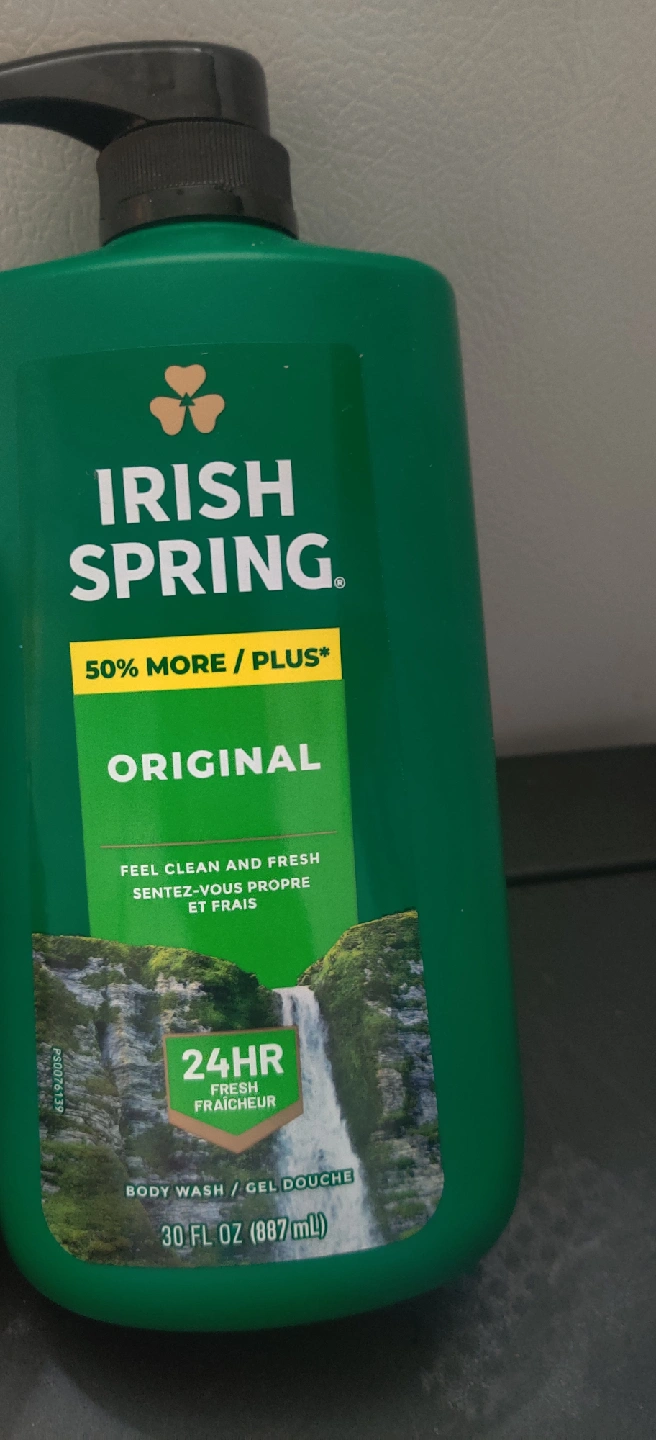 IRISH
SPRING®
50% MORE / PLUS*
ORIGINAL
FEEL CLEAN AND FRESH
SENTEZ-VOUS PROPRE
ET FRAIS
24HR
FRESH
FRAÎCHEUR
P50076139
BODY WASH / GEL DOUCHE
30 FL OZ (887 mL)